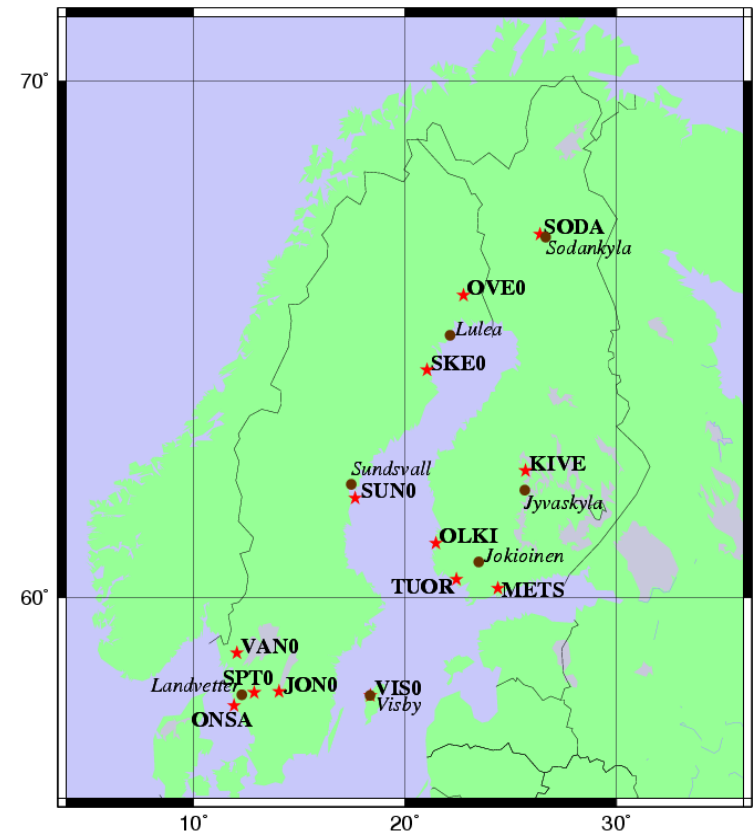 70°
SODA
Sodankyla
OVE0
Lulea
SKE0
Sundsvall
KIVE
SUN0
Jyvaskyla
OLKI
Jokioinen
TUOR
METS
60°
VAN0
SPT0
Landvetter
JON0
VIS0
Visby
ONSA
10°
20°
30°